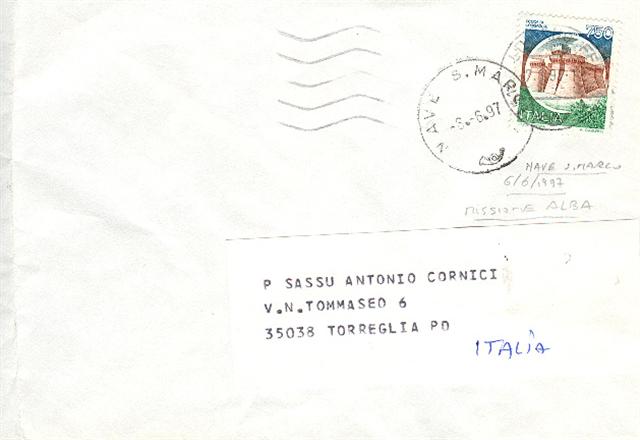 750
ITALIA
NAVE S. MARCO
-6.-6.97
NAVE S. MARCO
6/6/1997
MISSIONE ALBA
P SASSU ANTONIO CORNICI
V.N.TOMMASEO 6
35038 TORREGLIA PD
ITALIA